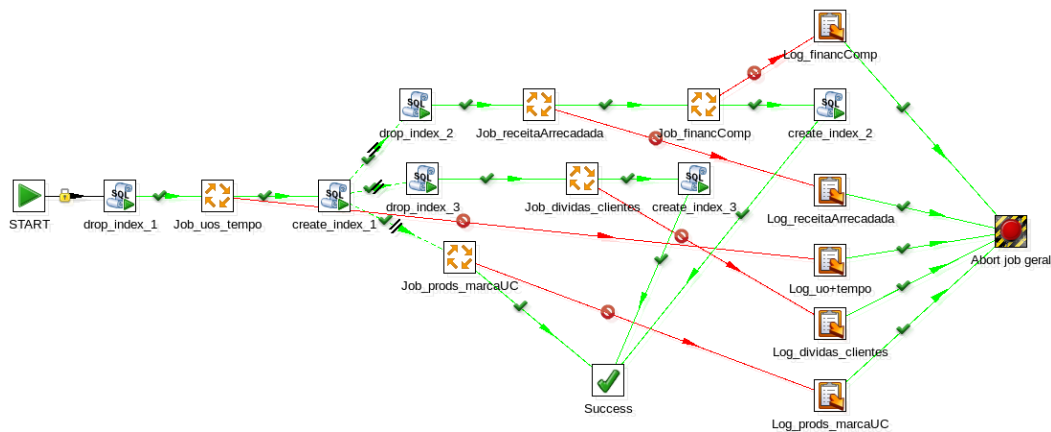 Log_financComp
SQL
SQL
drop_index_2
Job_receitaArrecadada
Job_financComp
create_index_2
SQL
SQL
SQL
SQL
drop_index_3
Job_dividas_clientes
create_index_3
START
drop_index_1
Job_uos_tempo
create_index_1
Log_receitaArrecadada
Abort job geral
Job_prods_marcaUC
Log_uo+tempo
Log_dividas_clientes
Success
Log_prods_marcaUC